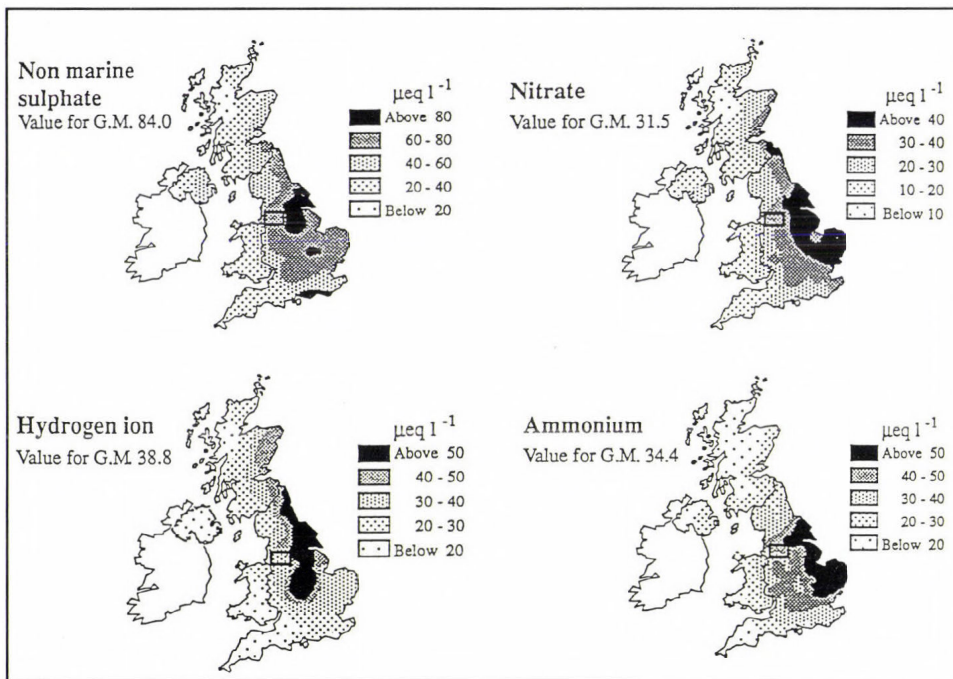 Non marine
sulphate
Value for G.M. 84.0
µeq l⁻¹
Above 80
60 - 80
40 - 60
20 - 40
Below 20
Nitrate
Value for G.M. 31.5
µeq l⁻¹
Above 40
30 - 40
20 - 30
10 - 20
Below 10
Hydrogen ion
Value for G.M. 38.8
µeq l⁻¹
Above 50
40 - 50
30 - 40
20 - 30
Below 20
Ammonium
Value for G.M. 34.4
µeq l⁻¹
Above 50
40 - 50
30 - 40
20 - 30
Below 20